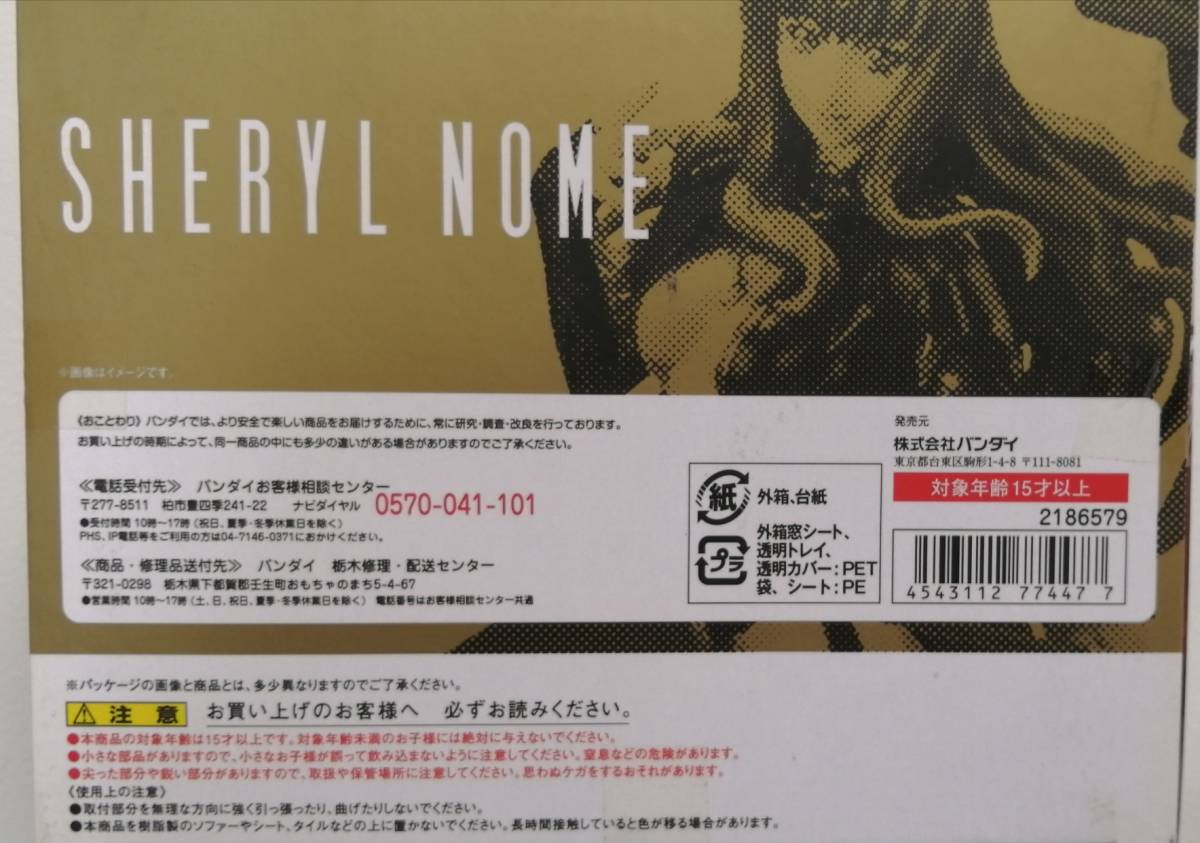 SHERYL NOME
※画像はイメージです。
《おことわり》バンダイでは、より安全で楽しい商品をお届けするために、常に研究・調査・改良を行っております。
お買い上げの時期によって、同一商品の中にも多少の違いがある場合がありますのでご了承ください。
≪電話受付先≫ バンダイお客様相談センター
〒277-8511 柏市豊四季241-22 ナビダイヤル 0570-041-101
●受付時間 10時〜17時(祝日、夏季・冬季休業日を除く)
PHS、IP電話等をご利用の方は04-7146-0371におかけください。
≪商品・修理品送付先≫ バンダイ 栃木修理・配送センター
〒321-0298 栃木県下都賀郡壬生町おもちゃのまち5-4-67
●営業時間 10時〜17時(土、日、祝日、夏季・冬季休業日を除く) 電話番号はお客様相談センター共通
紙 外箱、台紙
プラ 外箱窓シート、
透明トレイ、
透明カバー:PET
袋、シート:PE
発売元
株式会社バンダイ
東京都台東区駒形1-4-8 〒111-8081
対象年齢15才以上
2186579
4543112 77447 7
※パッケージの画像と商品とは、多少異なりますのでご了承ください。
注意 お買い上げのお客様へ 必ずお読みください。
●本商品の対象年齢は15才以上です。対象年齢未満のお子様には絶対に与えないでください。
●小さな部品がありますので、小さなお子様が誤って飲み込まないように注意してください。窒息などの危険があります。
●尖った部分や鋭い部分がありますので、取扱や保管場所に注意してください。思わぬケガをするおそれがあります。
《使用上の注意》
●取付部分を無理な方向に強く引っ張ったり、曲げたりしないでください。
●本商品を樹脂製のソファーやシート、タイルなどの上に置かないでください。長時間接触していると色が移る場合があります。